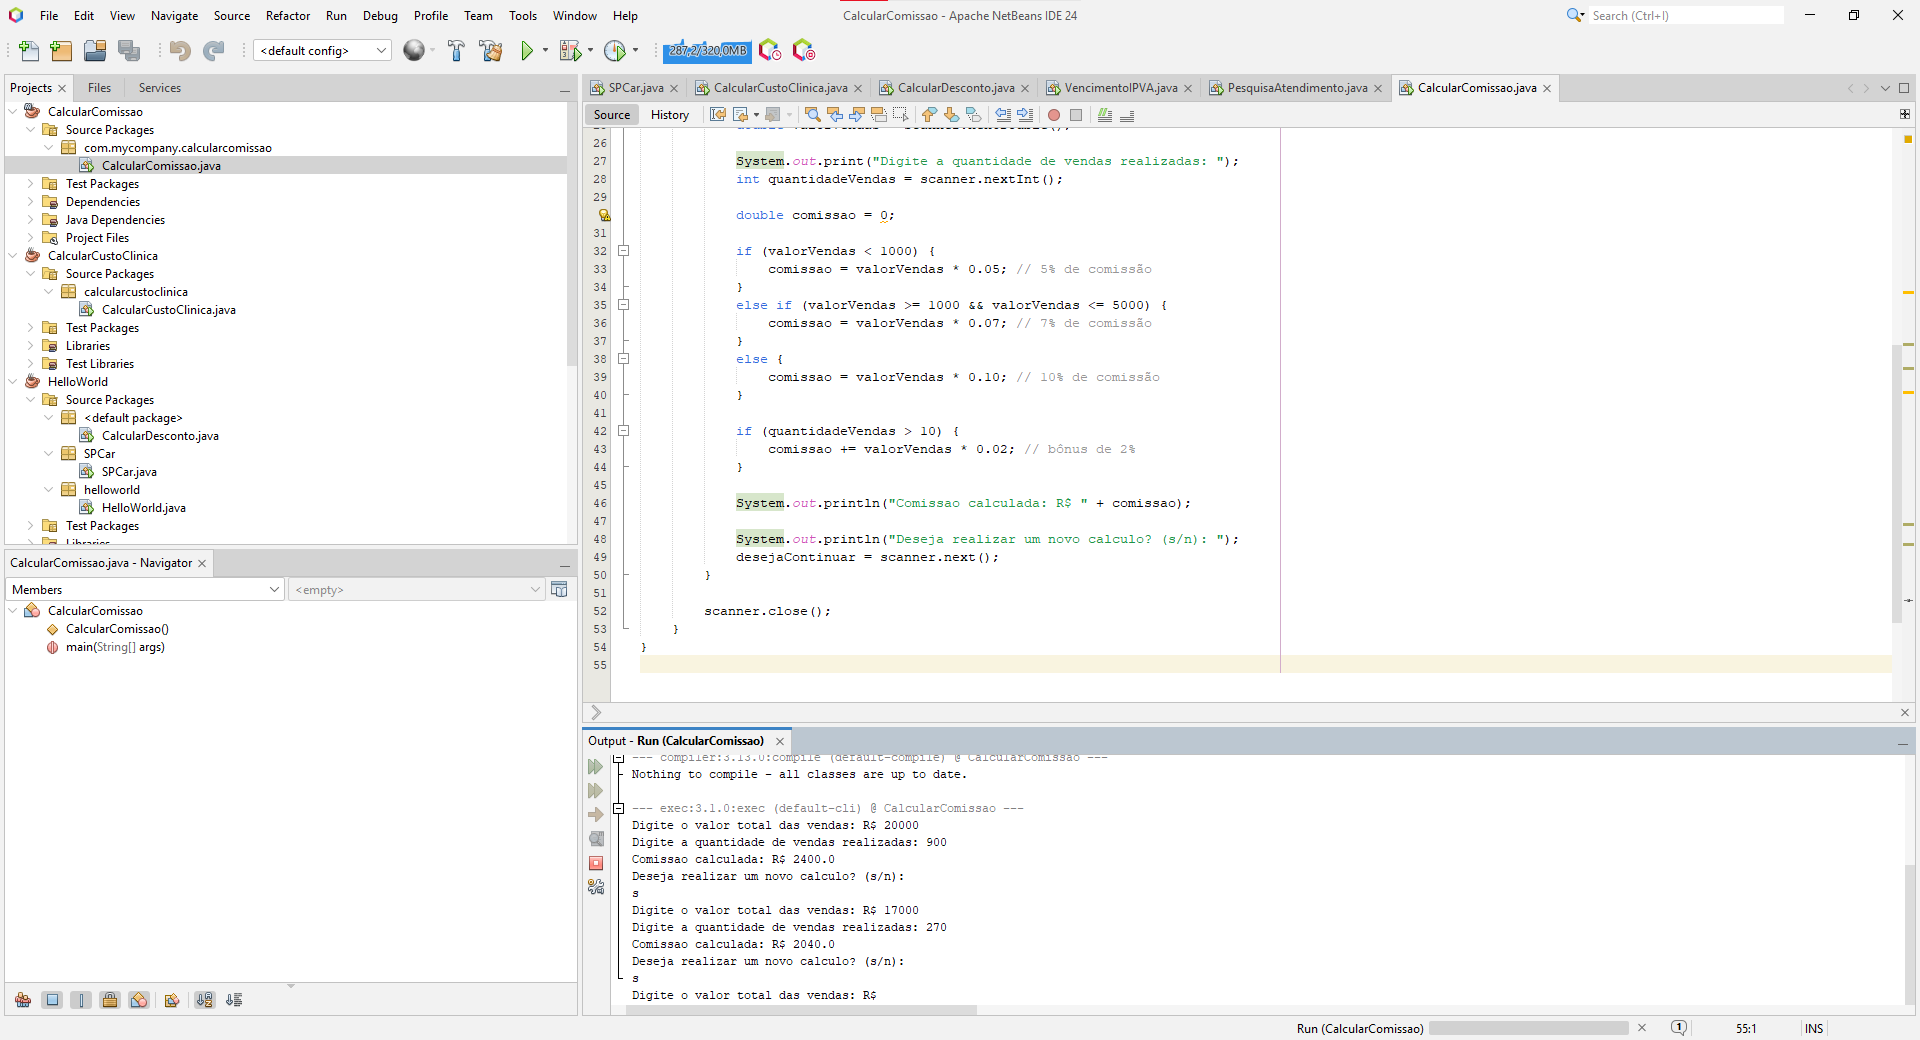 File Edit View Navigate Source Refactor Run Debug Profile Team Tools Window Help
CalcularComissao - Apache NetBeans IDE 24
Search (Ctrl+I)
<default config>
287,2/320,0MB
Projects Files Services
CalcularComissao
Source Packages
com.mycompany.calcularcomissao
CalcularComissao.java
Test Packages
Dependencies
Java Dependencies
Project Files
CalcularCustoClinica
Source Packages
calcularcustoclinica
CalcularCustoClinica.java
Test Packages
Libraries
Test Libraries
HelloWorld
Source Packages
<default package>
CalcularDesconto.java
SPCar
SPCar.java
helloworld
HelloWorld.java
Test Packages
Libraries
CalcularComissao.java - Navigator
Members
<empty>
CalcularComissao
CalcularComissao()
main(String[] args)
SPCar.java CalcularCustoClinica.java CalcularDesconto.java VencimentoIPVA.java PesquisaAtendimento.java CalcularComissao.java
Source History
double valorVendas = scanner.nextDouble();
26
27 System.out.print("Digite a quantidade de vendas realizadas: ");
28 int quantidadeVendas = scanner.nextInt();
29
double comissao = 0;
31
32 if (valorVendas < 1000) {
33 comissao = valorVendas * 0.05; // 5% de comissão
34 }
35 else if (valorVendas >= 1000 && valorVendas <= 5000) {
36 comissao = valorVendas * 0.07; // 7% de comissão
37 }
38 else {
39 comissao = valorVendas * 0.10; // 10% de comissão
40 }
41
42 if (quantidadeVendas > 10) {
43 comissao += valorVendas * 0.02; // bônus de 2%
44 }
45
46 System.out.println("Comissao calculada: R$ " + comissao);
47
48 System.out.println("Deseja realizar um novo calculo? (s/n): ");
49 desejaContinuar = scanner.next();
50 }
51
52 scanner.close();
53 }
54 }
55
Output - Run (CalcularComissao)
--- compiler:3.13.0:compile (default-compile) @ CalcularComissao ---
Nothing to compile - all classes are up to date.
--- exec:3.1.0:exec (default-cli) @ CalcularComissao ---
Digite o valor total das vendas: R$ 20000
Digite a quantidade de vendas realizadas: 900
Comissao calculada: R$ 2400.0
Deseja realizar um novo calculo? (s/n):
s
Digite o valor total das vendas: R$ 17000
Digite a quantidade de vendas realizadas: 270
Comissao calculada: R$ 2040.0
Deseja realizar um novo calculo? (s/n):
s
Digite o valor total das vendas: R$
Run (CalcularComissao)
1
55:1
INS